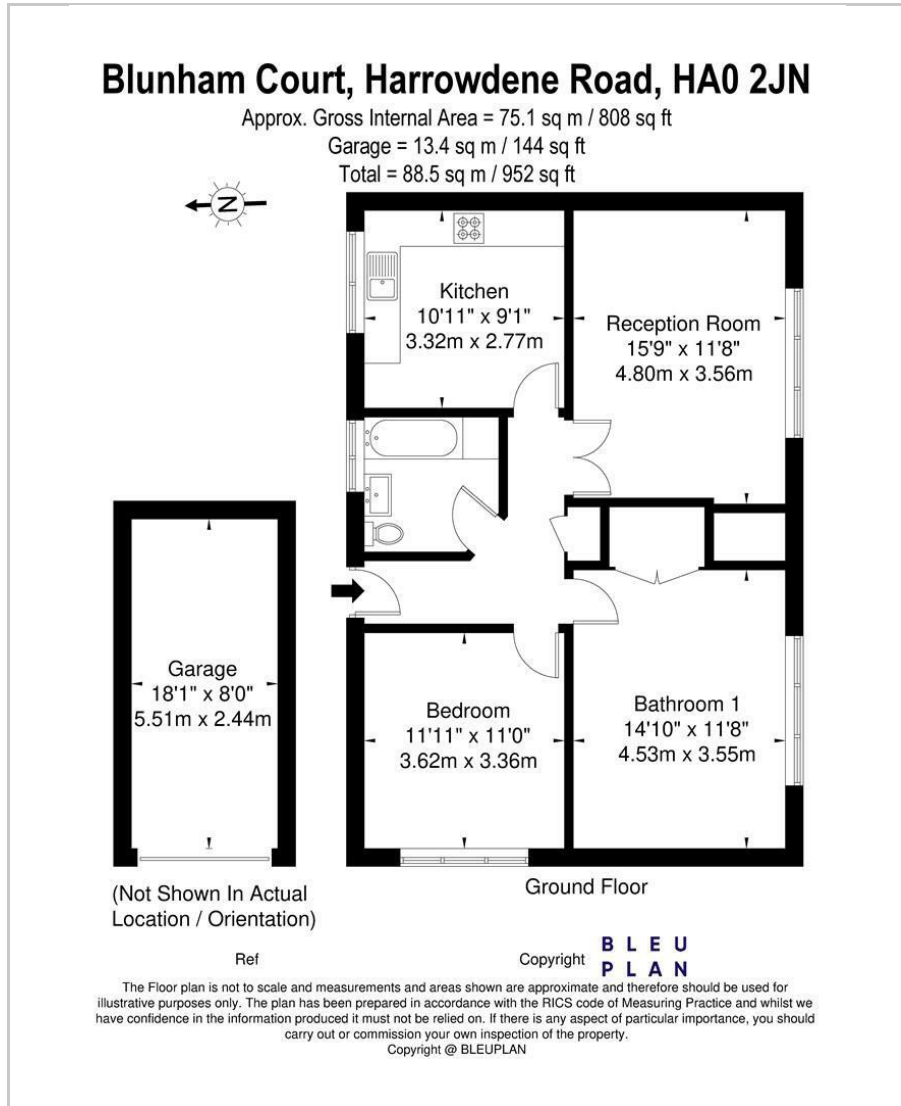 Blunham Court, Harrowdene Road, HA0 2JN
Approx. Gross Internal Area = 75.1 sq m / 808 sq ft
Garage = 13.4 sq m / 144 sq ft
Total = 88.5 sq m / 952 sq ft
N
Kitchen
10'11" x 9'1"
3.32m x 2.77m
Reception Room
15'9" x 11'8"
4.80m x 3.56m
Garage
18'1" x 8'0"
5.51m x 2.44m
Bedroom
11'11" x 11'0"
3.62m x 3.36m
Bathroom 1
14'10" x 11'8"
4.53m x 3.55m
(Not Shown In Actual
Location / Orientation)
Ground Floor
Ref
Copyright
BLEU
PLAN
The Floor plan is not to scale and measurements and areas shown are approximate and therefore should be used for
illustrative purposes only. The plan has been prepared in accordance with the RICS code of Measuring Practice and whilst we
have confidence in the information produced it must not be relied on. If there is any aspect of particular importance, you should
carry out or commission your own inspection of the property.
Copyright @ BLEUPLAN